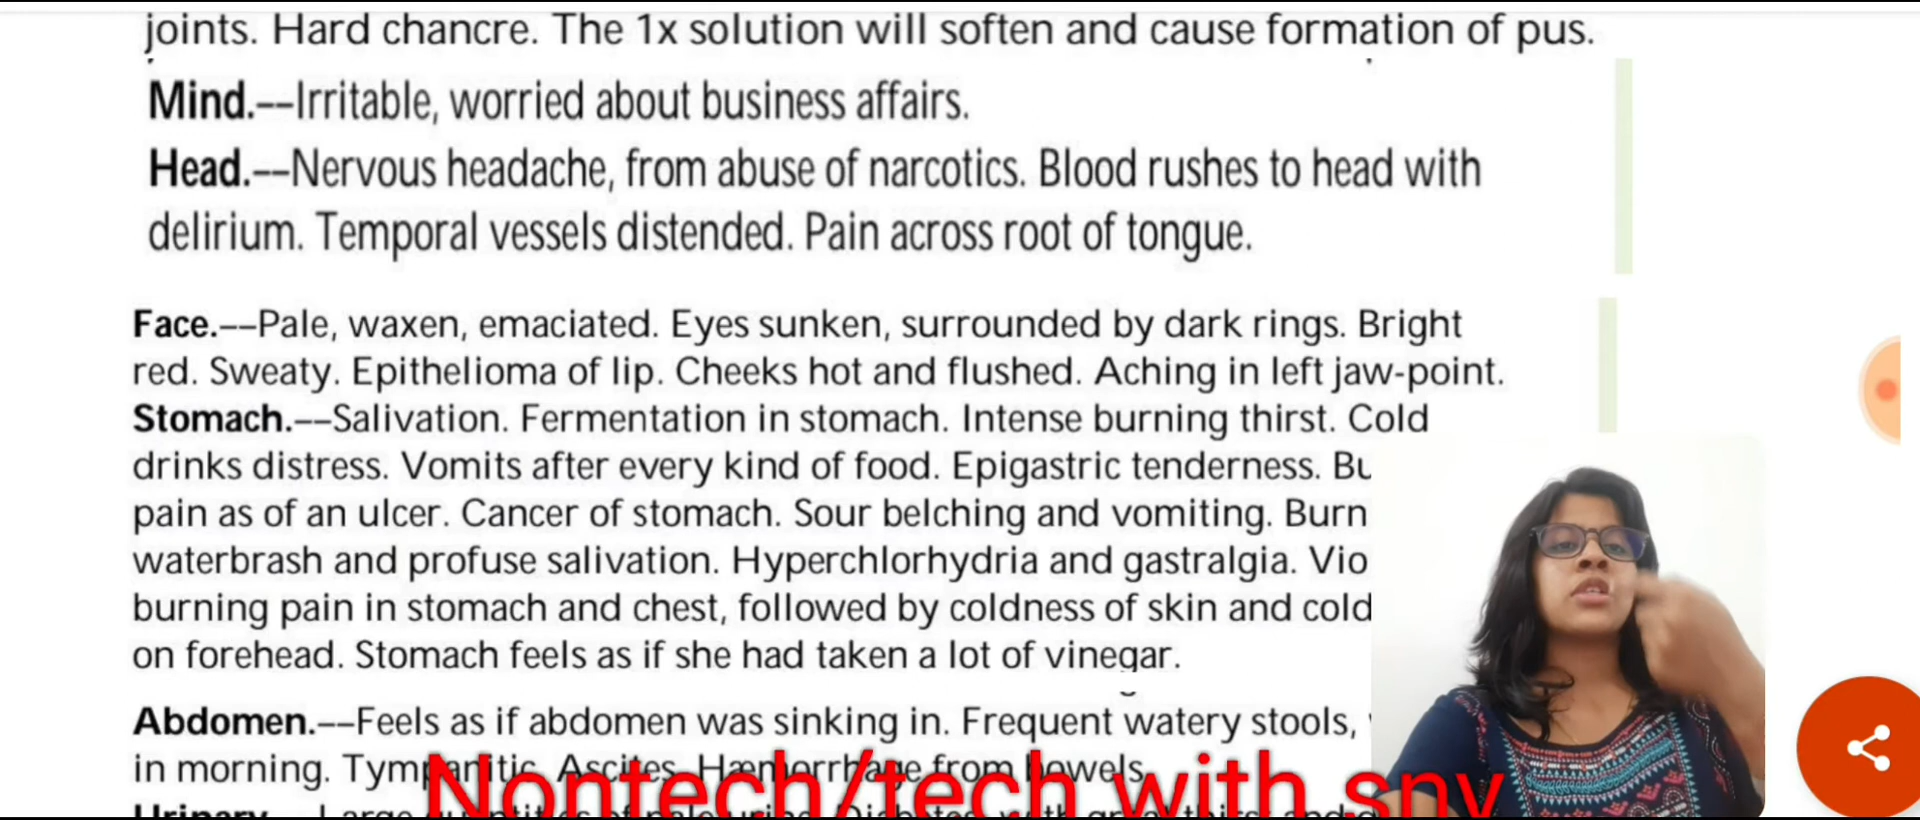 joints. Hard chancre. The 1x solution will soften and cause formation of pus.
Mind.--Irritable, worried about business affairs.
Head.--Nervous headache, from abuse of narcotics. Blood rushes to head with
delirium. Temporal vessels distended. Pain across root of tongue.
Face.--Pale, waxen, emaciated. Eyes sunken, surrounded by dark rings. Bright
red. Sweaty. Epithelioma of lip. Cheeks hot and flushed. Aching in left jaw-point.
Stomach.--Salivation. Fermentation in stomach. Intense burning thirst. Cold
drinks distress. Vomits after every kind of food. Epigastric tenderness.
pain as of an ulcer. Cancer of stomach. Sour belching and vomiting. Burn
waterbrash and profuse salivation. Hyperchlorhydria and gastralgia. Vio
burning pain in stomach and chest, followed by coldness of skin and cold
on forehead. Stomach feels as if she had taken a lot of vinegar.
Abdomen.--Feels as if abdomen was sinking in. Frequent watery stools,
in morning. Tympanitic. Ascites. Hæmorrhage from bowels.
Nontech/tech with sny